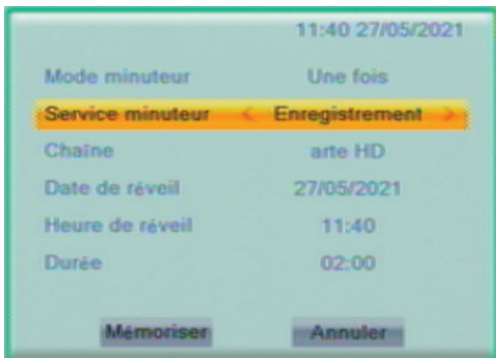 11:40 27/05/2021
Mode minuteur Une fois
Service minuteur < Enregistrement >
Chaîne arte HD
Date de réveil 27/05/2021
Heure de réveil 11:40
Durée 02:00
Mémoriser Annuler